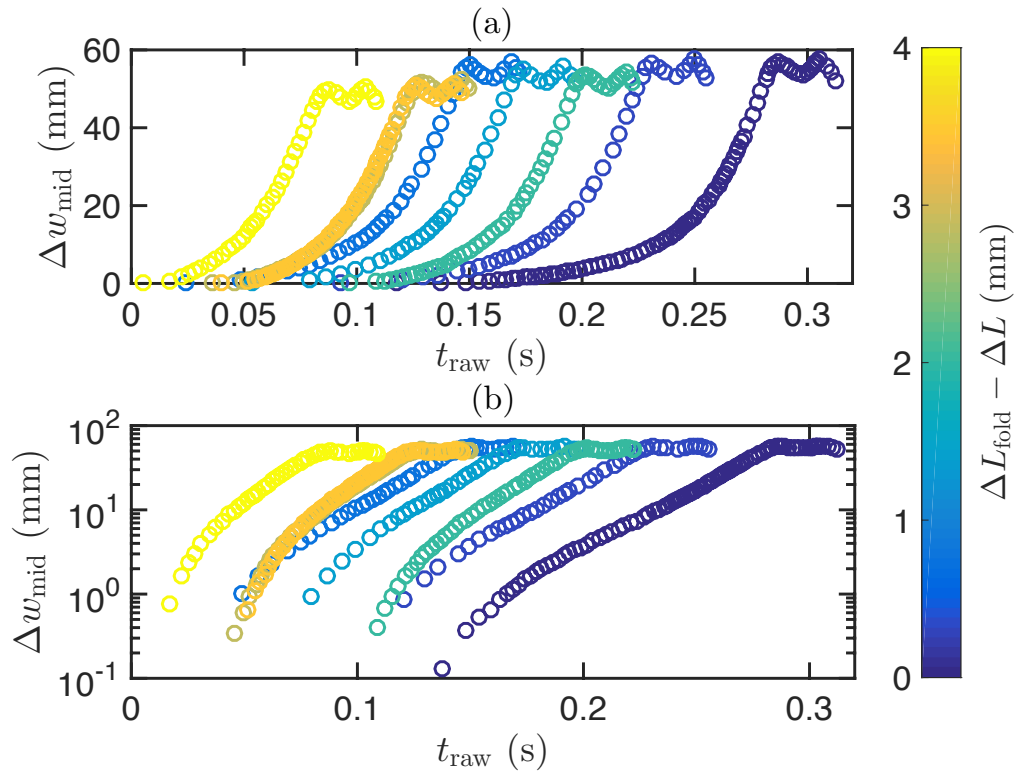 (a)
60
40
20
0
Δw_mid (mm)
0 0.05 0.1 0.15 0.2 0.25 0.3
t_raw (s)
(b)
10^2
10^1
10^0
10^-1
Δw_mid (mm)
0 0.1 0.2 0.3
t_raw (s)
4
3
2
1
0
ΔL_fold − ΔL (mm)